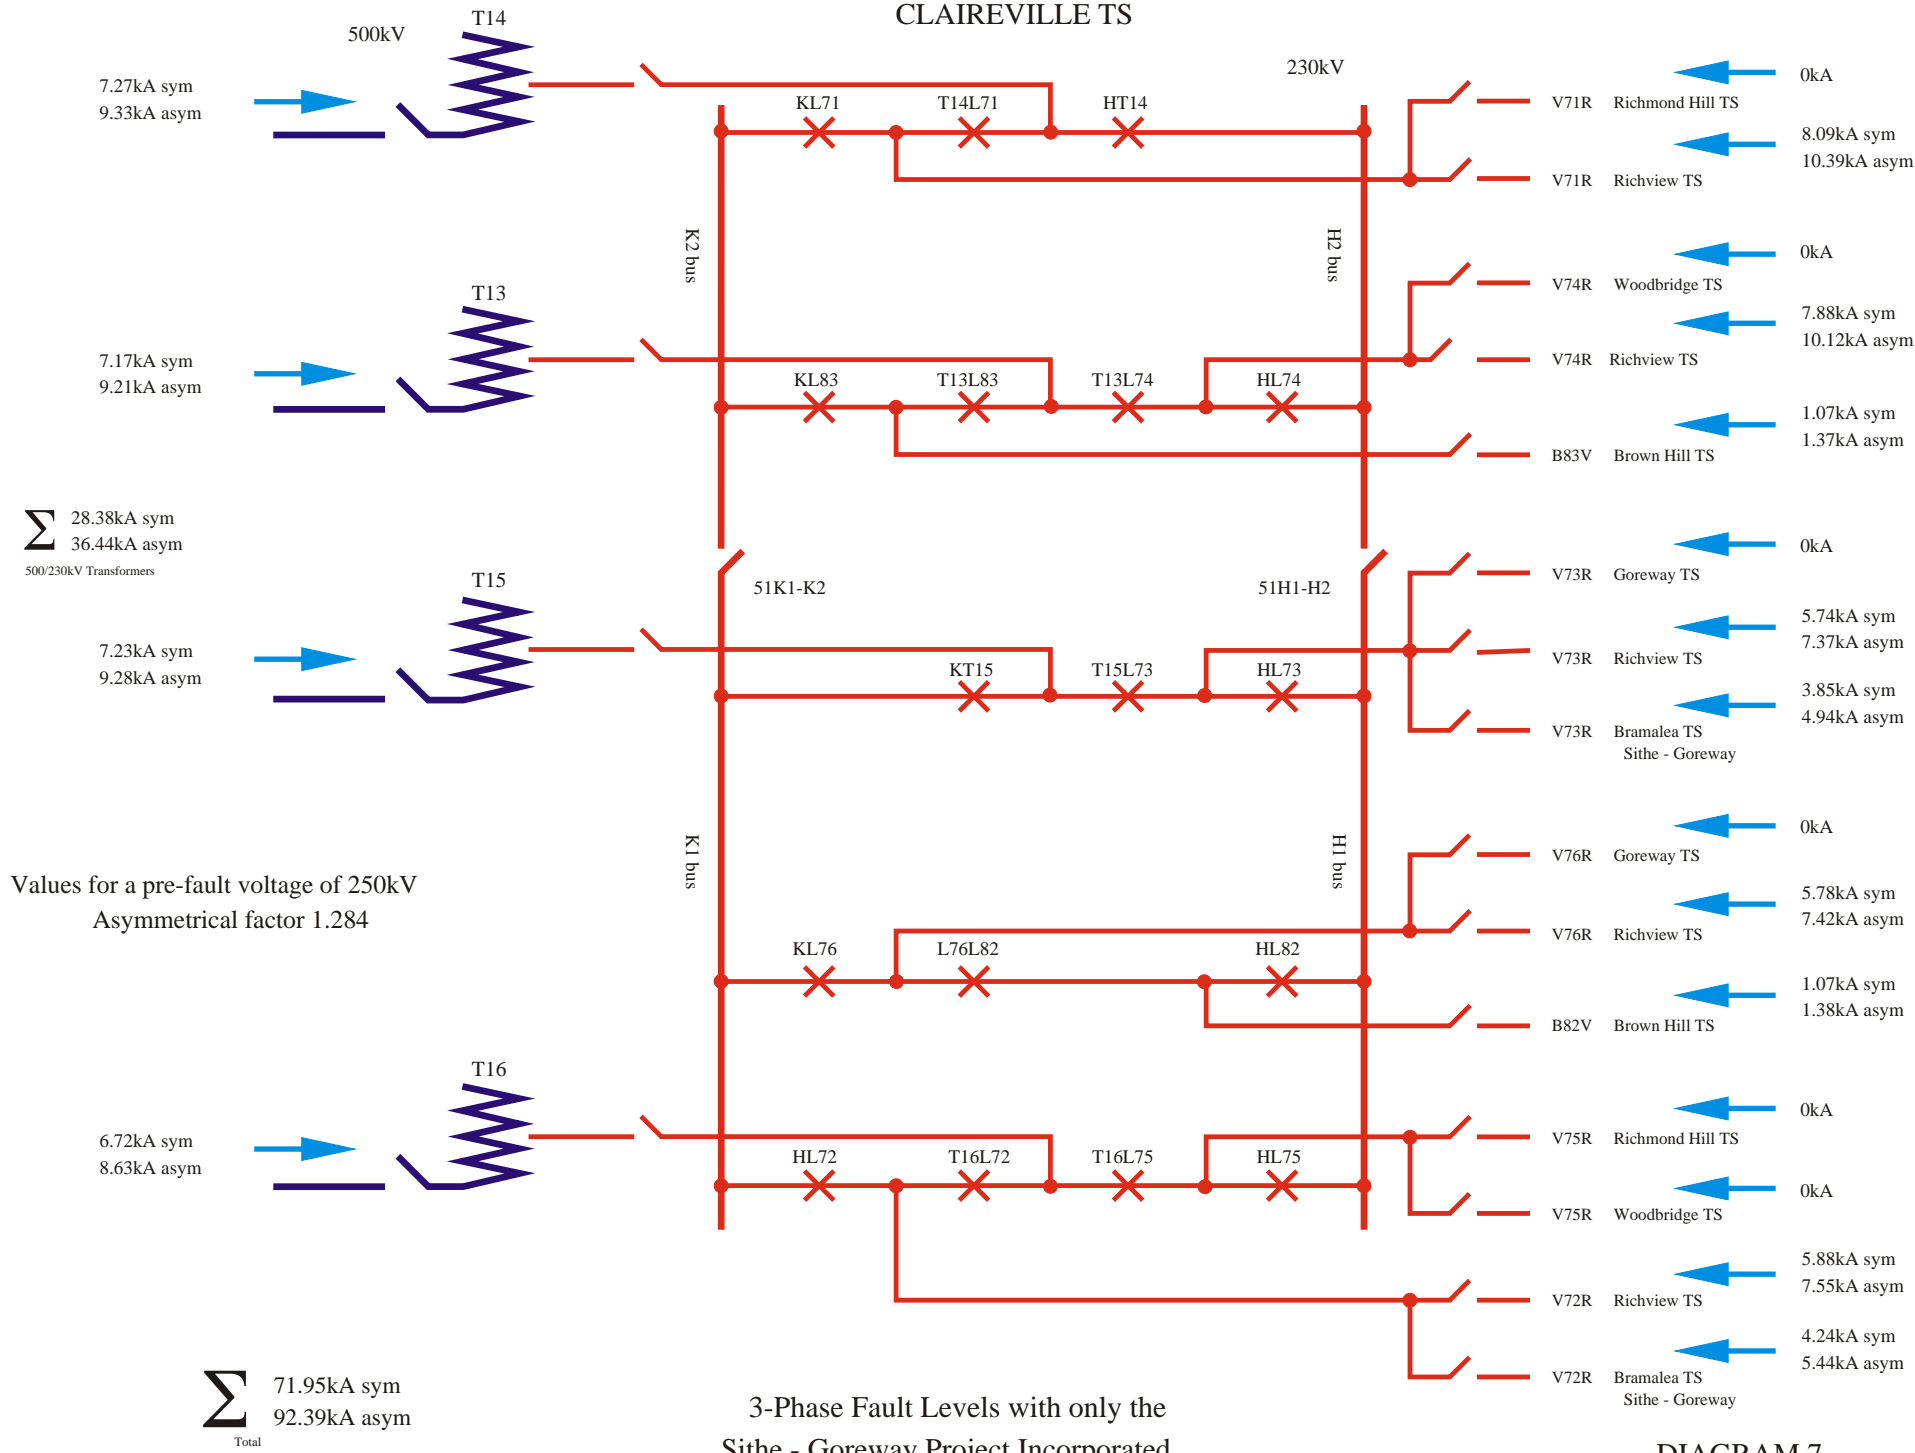 CLAIREVILLE TS
T14
500kV
230kV
7.27kA sym
9.33kA asym
KL71
T14L71
HT14
V71R Richmond Hill TS
0kA
8.09kA sym
10.39kA asym
V71R Richview TS
K2 bus
H2 bus
V74R Woodbridge TS
0kA
T13
7.88kA sym
10.12kA asym
7.17kA sym
9.21kA asym
V74R Richview TS
KL83
T13L83
T13L74
HL74
1.07kA sym
1.37kA asym
B83V Brown Hill TS
Σ 28.38kA sym
36.44kA asym
500/230kV Transformers
0kA
T15
51K1-K2
51H1-H2
V73R Goreway TS
5.74kA sym
7.37kA asym
7.23kA sym
9.28kA asym
KT15
T15L73
HL73
V73R Richview TS
3.85kA sym
4.94kA asym
V73R Bramalea TS
Sithe - Goreway
K1 bus
H1 bus
0kA
V76R Goreway TS
Values for a pre-fault voltage of 250kV
Asymmetrical factor 1.284
5.78kA sym
7.42kA asym
V76R Richview TS
KL76
L76L82
HL82
1.07kA sym
1.38kA asym
B82V Brown Hill TS
T16
0kA
6.72kA sym
8.63kA asym
V75R Richmond Hill TS
HL72
T16L72
T16L75
HL75
0kA
V75R Woodbridge TS
5.88kA sym
7.55kA asym
V72R Richview TS
4.24kA sym
5.44kA asym
V72R Bramalea TS
Sithe - Goreway
Σ 71.95kA sym
92.39kA asym
Total
3-Phase Fault Levels with only the
Sithe - Goreway Project Incorporated
DIAGRAM 7